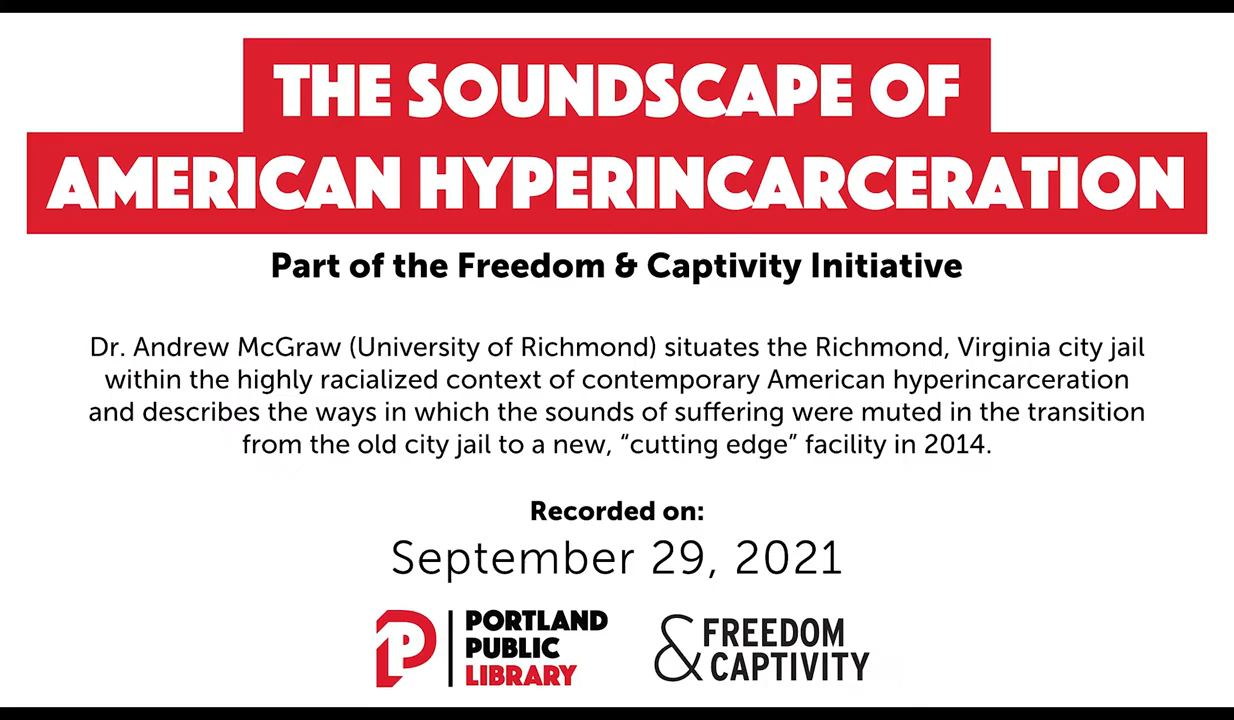 THE SOUNDSCAPE OF
AMERICAN HYPERINCARCERATION
Part of the Freedom & Captivity Initiative
Dr. Andrew McGraw (University of Richmond) situates the Richmond, Virginia city jail
within the highly racialized context of contemporary American hyperincarceration
and describes the ways in which the sounds of suffering were muted in the transition
from the old city jail to a new, “cutting edge” facility in 2014.
Recorded on:
September 29, 2021
P
PORTLAND
PUBLIC
LIBRARY
& FREEDOM
CAPTIVITY